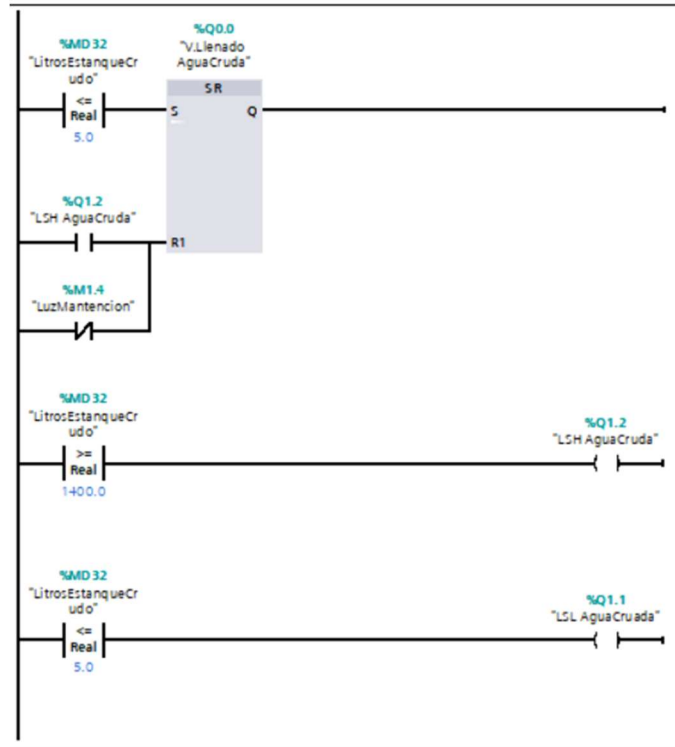 %MD32
"LitrosEstanqueCr
udo"
<=
Real
5.0
%Q0.0
"V.Llenado
AguaCruda"
SR
S
Q
R1
%Q1.2
"LSH AguaCruda"
%M1.4
"LuzMantencion"
%MD32
"LitrosEstanqueCr
udo"
>=
Real
1400.0
%Q1.2
"LSH AguaCruda"
%MD32
"LitrosEstanqueCr
udo"
<=
Real
5.0
%Q1.1
"LSL AguaCruada"